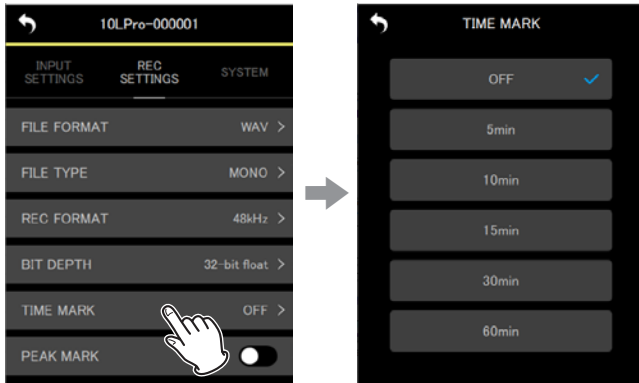 10LPro-000001
INPUT
SETTINGS
REC
SETTINGS
SYSTEM
FILE FORMAT WAV >
FILE TYPE MONO >
REC FORMAT 48kHz >
BIT DEPTH 32-bit float >
TIME MARK OFF >
PEAK MARK
TIME MARK
OFF
5min
10min
15min
30min
60min